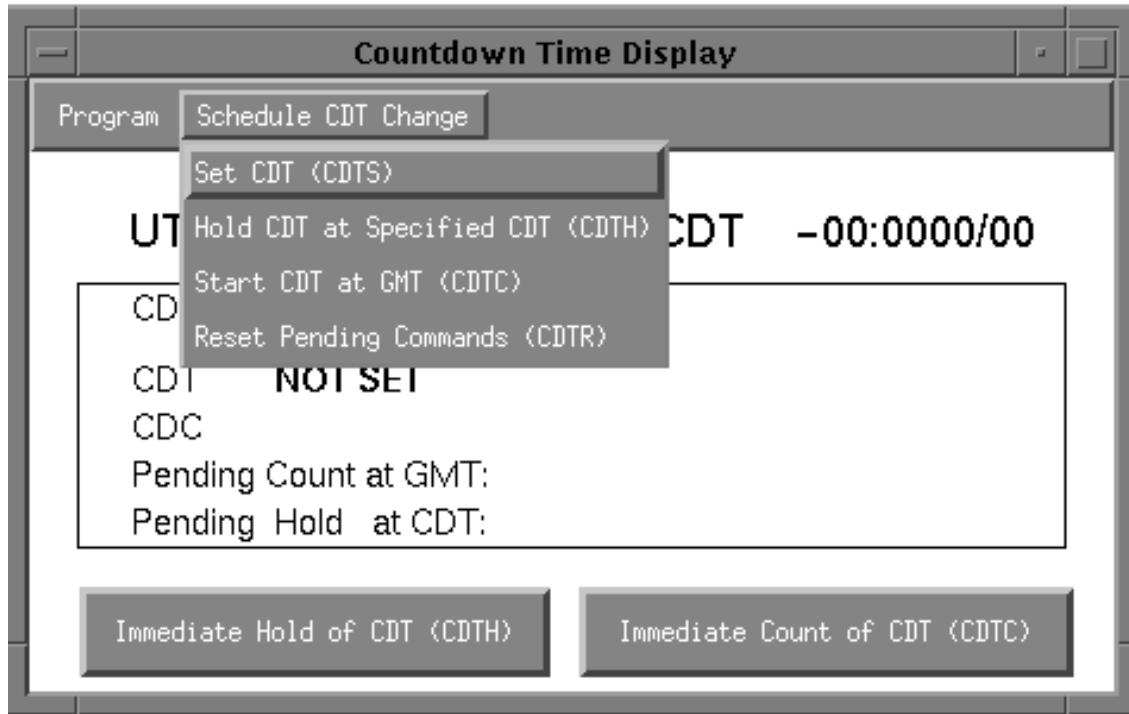 Countdown Time Display
Program Schedule CDT Change
Set CDT (CDTS)
Hold CDT at Specified CDT (CDTH)
Start CDT at GMT (CDTC)
Reset Pending Commands (CDTR)
UT CDT -00:0000/00
CD
CDT NOT SET
CDC
Pending Count at GMT:
Pending Hold at CDT:
Immediate Hold of CDT (CDTH) Immediate Count of CDT (CDTC)